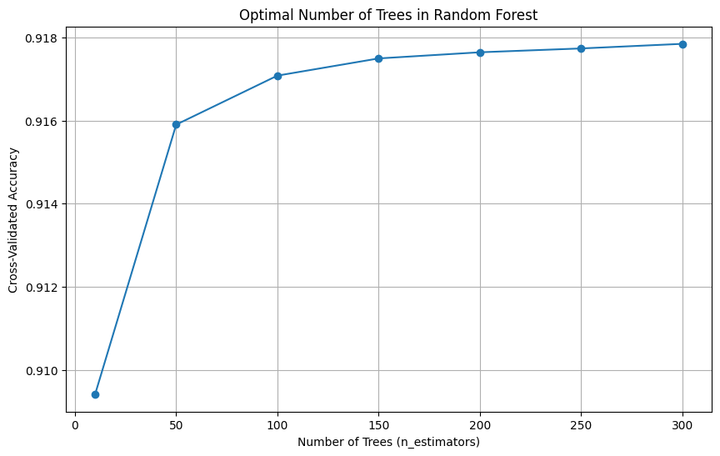 Optimal Number of Trees in Random Forest
Cross-Validated Accuracy
0.918
0.916
0.914
0.912
0.910
0 50 100 150 200 250 300
Number of Trees (n_estimators)